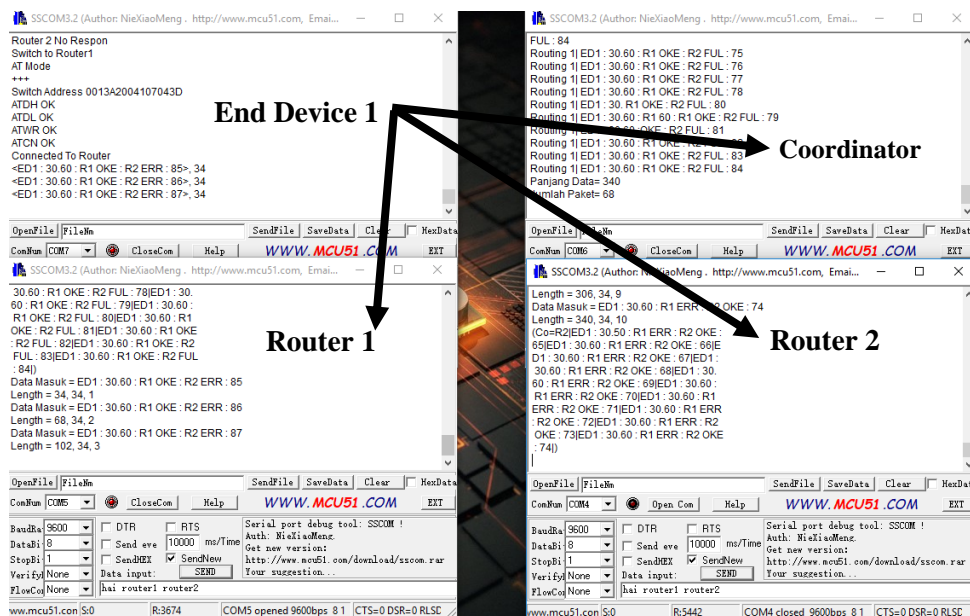 SSCOM3.2 (Author: NieXiaoMeng . http://www.mcu51.com, Emai...
Router 2 No Respon
Switch to Router1
AT Mode
+++
Switch Address 0013A2004107043D
ATDH OK
ATDL OK
ATWR OK
ATCN OK
Connected To Router
<ED1 : 30.60 : R1 OKE : R2 ERR : 85>, 34
<ED1 : 30.60 : R1 OKE : R2 ERR : 86>, 34
<ED1 : 30.60 : R1 OKE : R2 ERR : 87>, 34
OpenFile FileNm SendFile SaveData Clear HexData
ComNum COM7 CloseCom Help WWW.MCU51.COM EXT
End Device 1
SSCOM3.2 (Author: NieXiaoMeng . http://www.mcu51.com, Emai...
FUL : 84
Routing 1| ED1 : 30.60 : R1 OKE : R2 FUL : 75
Routing 1| ED1 : 30.60 : R1 OKE : R2 FUL : 76
Routing 1| ED1 : 30.60 : R1 OKE : R2 FUL : 77
Routing 1| ED1 : 30.60 : R1 OKE : R2 FUL : 78
Routing 1| ED1 : 30. R1 OKE : R2 FUL : 80
Routing 1| ED1 : 30.60 : R1 60 : R1 OKE : R2 FUL : 79
Routing 1| ED1 : 30.60 : OKE : R2 FUL : 81
Routing 1| ED1 : 30.60 : R1 OKE
Routing 1| ED1 : 30.60 : R1 OKE : R2 FUL : 83
Routing 1| ED1 : 30.60 : R1 OKE : R2 FUL : 84
Panjang Data= 340
Jumlah Paket= 68
Coordinator
OpenFile SendFile SaveData Clear HexData
ComNum COM6 CloseCom Help WWW.MCU51.COM EXT
SSCOM3.2 (Author: NieXiaoMeng . http://www.mcu51.com, Emai...
30.60 : R1 OKE : R2 FUL : 78|ED1 : 30.
60 : R1 OKE : R2 FUL : 79|ED1 : 30.60 :
R1 OKE : R2 FUL : 80|ED1 : 30.60 : R1
OKE : R2 FUL : 81|ED1 : 30.60 : R1 OKE
: R2 FUL : 82|ED1 : 30.60 : R1 OKE : R2
FUL : 83|ED1 : 30.60 : R1 OKE : R2 FUL
: 84|)
Data Masuk = ED1 : 30.60 : R1 OKE : R2 ERR : 85
Length = 34, 34, 1
Data Masuk = ED1 : 30.60 : R1 OKE : R2 ERR : 86
Length = 68, 34, 2
Data Masuk = ED1 : 30.60 : R1 OKE : R2 ERR : 87
Length = 102, 34, 3
Router 1
OpenFile FileNm SendFile SaveData Clear HexData
ComNum COM5 CloseCom Help WWW.MCU51.COM EXT
BaudRa 9600 DTR RTS
DataBi 8 Send eve 10000 ms/Time
StopBi 1 SendHEX SendNew
Verify None Data input: SEND
FlowCo None hai router1 router2
Serial port debug tool: SSCOM !
Auth: NieXiaoMeng.
Get new version:
http://www.mcu51.com/download/sscom.rar
Your suggestion...
ww.mcu51.con S:0 R:3674 COM5 opened 9600bps 8 1 CTS=0 DSR=0 RLSD
SSCOM3.2 (Author: NieXiaoMeng . http://www.mcu51.com, Emai...
Length = 306, 34, 9
Data Masuk = ED1 : 30.60 : R1 ERR : R2 OKE : 74
Length = 340, 34, 10
(Co=R2|ED1 : 30.50 : R1 ERR : R2 OKE :
65|ED1 : 30.60 : R1 ERR : R2 OKE : 66|E
D1 : 30.60 : R1 ERR : R2 OKE : 67|ED1 :
30.60 : R1 ERR : R2 OKE : 68|ED1 : 30.
60 : R1 ERR : R2 OKE : 69|ED1 : 30.60 :
R1 ERR : R2 OKE : 70|ED1 : 30.60 : R1
ERR : R2 OKE : 71|ED1 : 30.60 : R1 ERR
: R2 OKE : 72|ED1 : 30.60 : R1 ERR : R2
OKE : 73|ED1 : 30.60 : R1 ERR : R2 OKE
: 74|)
Router 2
OpenFile FileNm SendFile SaveData Clear HexData
ComNum COM4 Open Com Help WWW.MCU51.COM EXT
BaudRa 9600 DTR RTS
DataBi 8 Send eve 10000 ms/Time
StopBi 1 SendHEX SendNew
Verify None Data input: SEND
FlowCo None hai router1 router2
Serial port debug tool: SSCOM !
Auth: NieXiaoMeng.
Get new version:
http://www.mcu51.com/download/sscom.rar
Your suggestion...
www.mcu51.con S:0 R:5442 COM4 closed 9600bps 8 1 CTS=0 DSR=0 RLSD